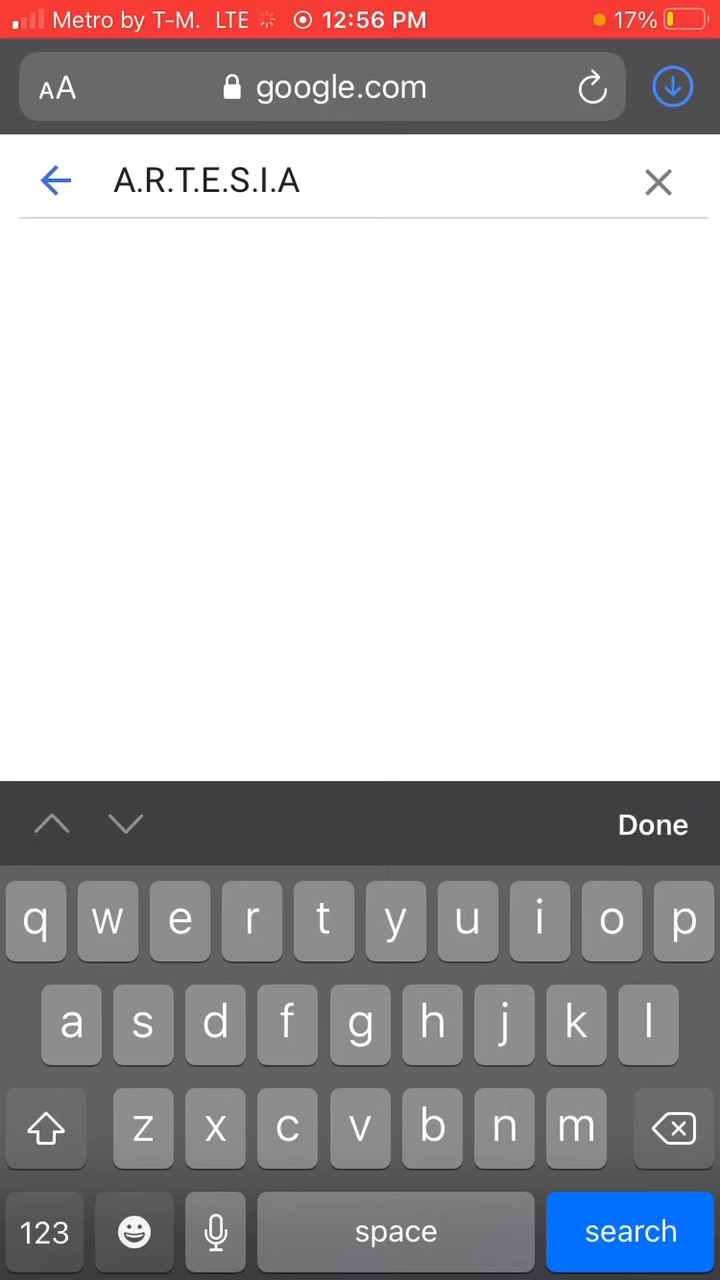 Metro by T-M. LTE 12:56 PM 17%
AA google.com
A.R.T.E.S.I.A
Done
q w e r t y u i o p
a s d f g h j k l
z x c v b n m
123 space search